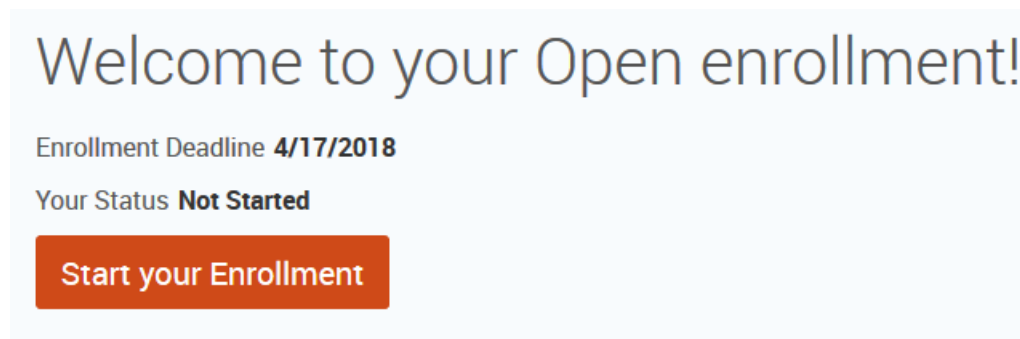 Welcome to your Open enrollment!
Enrollment Deadline 4/17/2018
Your Status Not Started
Start your Enrollment